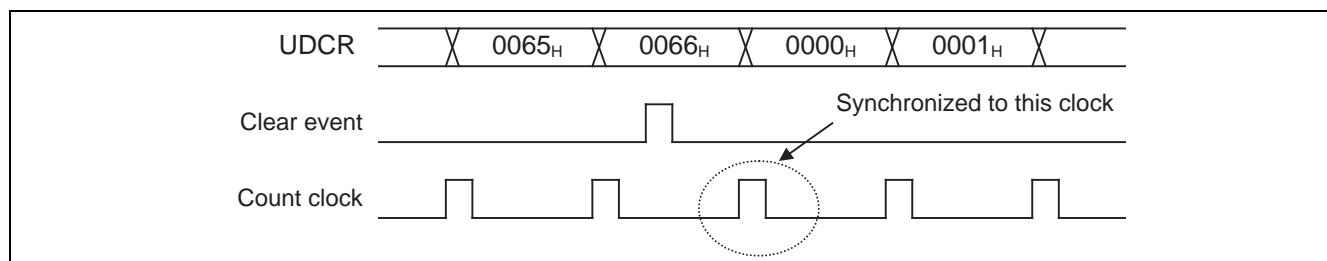 UDCR 0065H 0066H 0000H 0001H
Synchronized to this clock
Clear event
Count clock